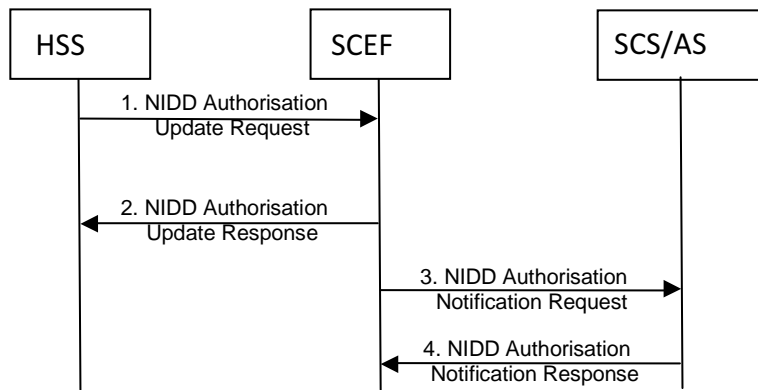 HSS
SCEF
SCS/AS
1. NIDD Authorisation
Update Request
2. NIDD Authorisation
Update Response
3. NIDD Authorisation
Notification Request
4. NIDD Authorisation
Notification Response